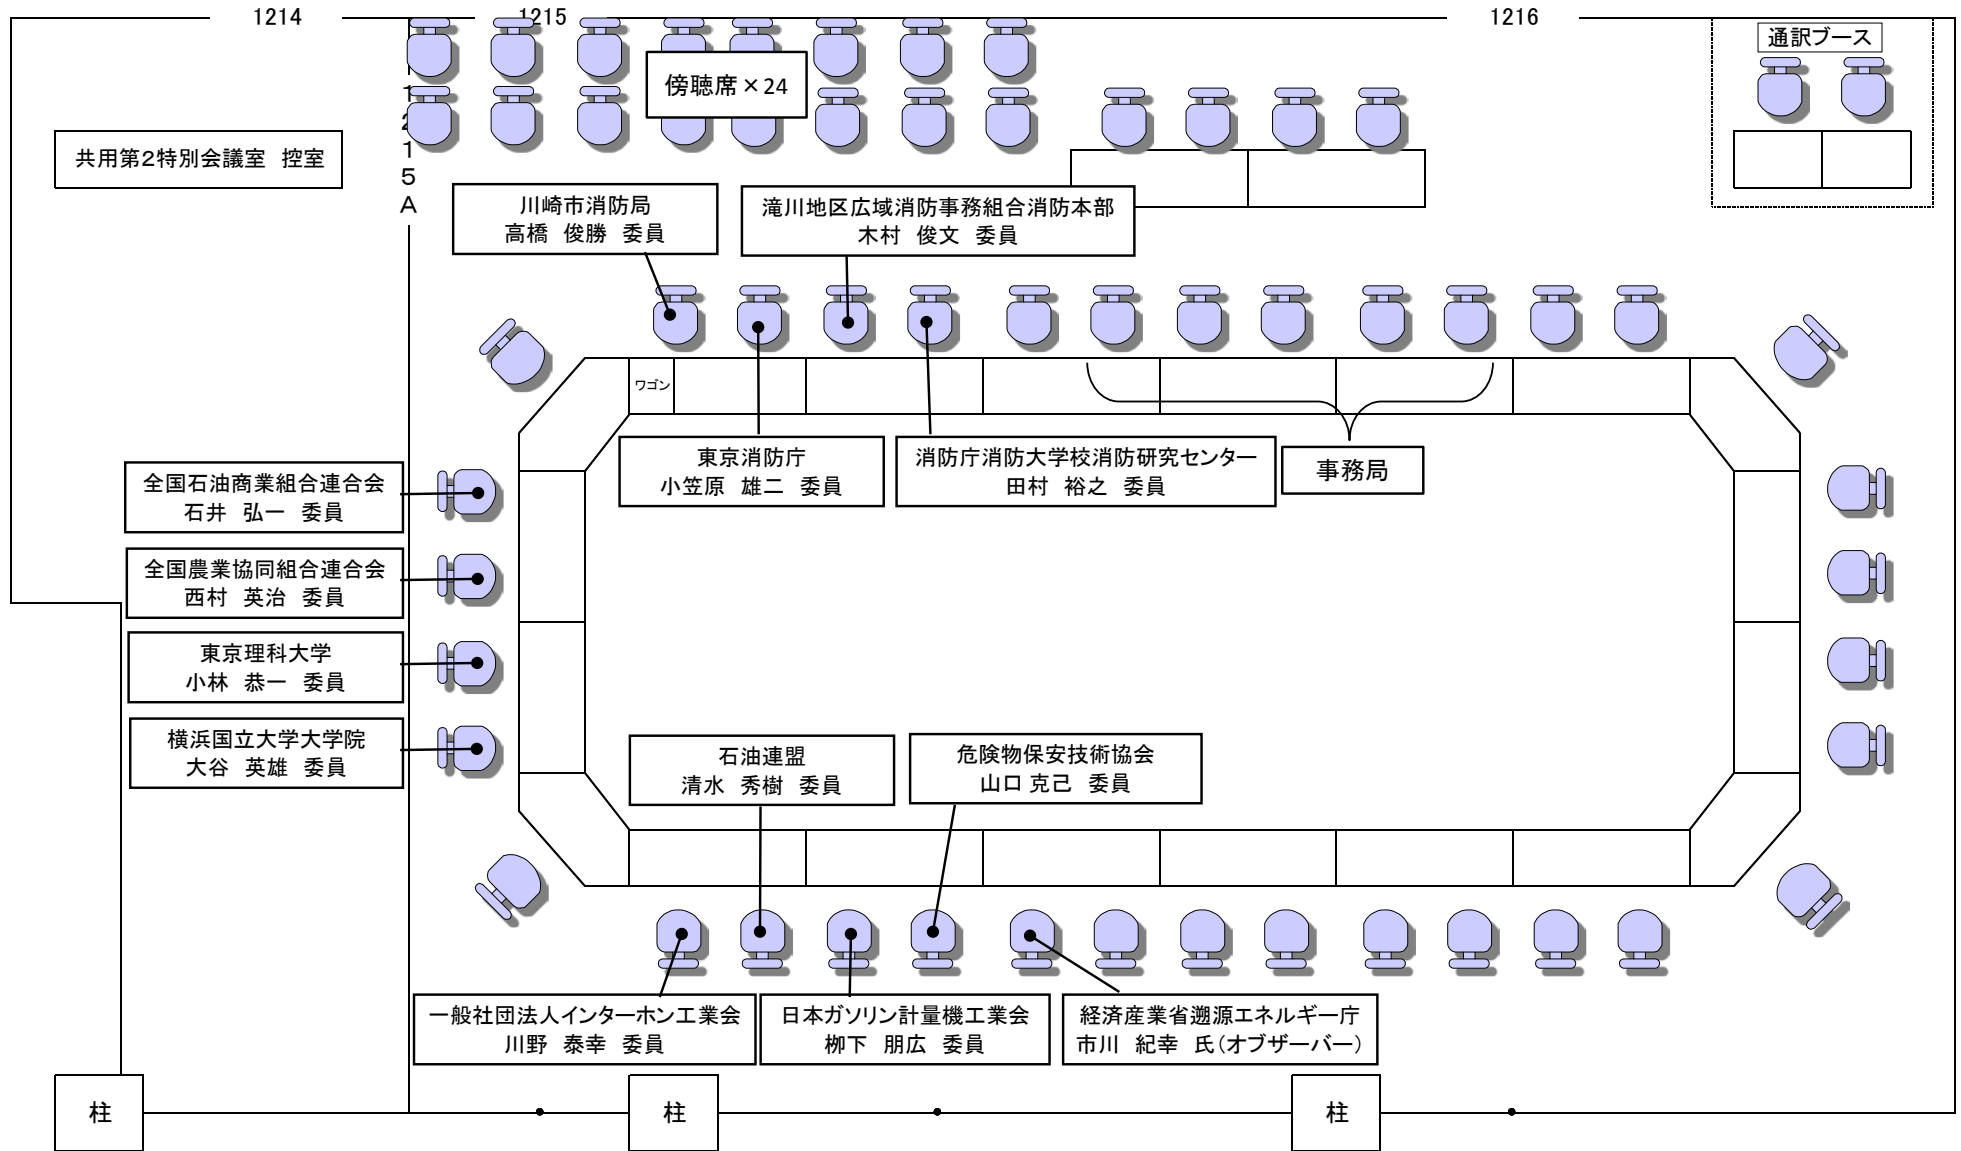 1214
1215
1216
通訳ブース
傍聴席×24
1215A
共用第2特別会議室　控室
川崎市消防局
高橋　俊勝　委員
滝川地区広域消防事務組合消防本部
木村　俊文　委員
ワゴン
東京消防庁
小笠原　雄二　委員
消防庁消防大学校消防研究センター
田村　裕之　委員
事務局
全国石油商業組合連合会
石井　弘一　委員
全国農業協同組合連合会
西村　英治　委員
東京理科大学
小林　恭一　委員
横浜国立大学大学院
大谷　英雄　委員
石油連盟
清水　秀樹　委員
危険物保安技術協会
山口 克己　委員
一般社団法人インターホン工業会
川野　泰幸　委員
日本ガソリン計量機工業会
栁下　朋広　委員
経済産業省遡源エネルギー庁
市川　紀幸　氏（オブザーバー）
柱
柱
柱